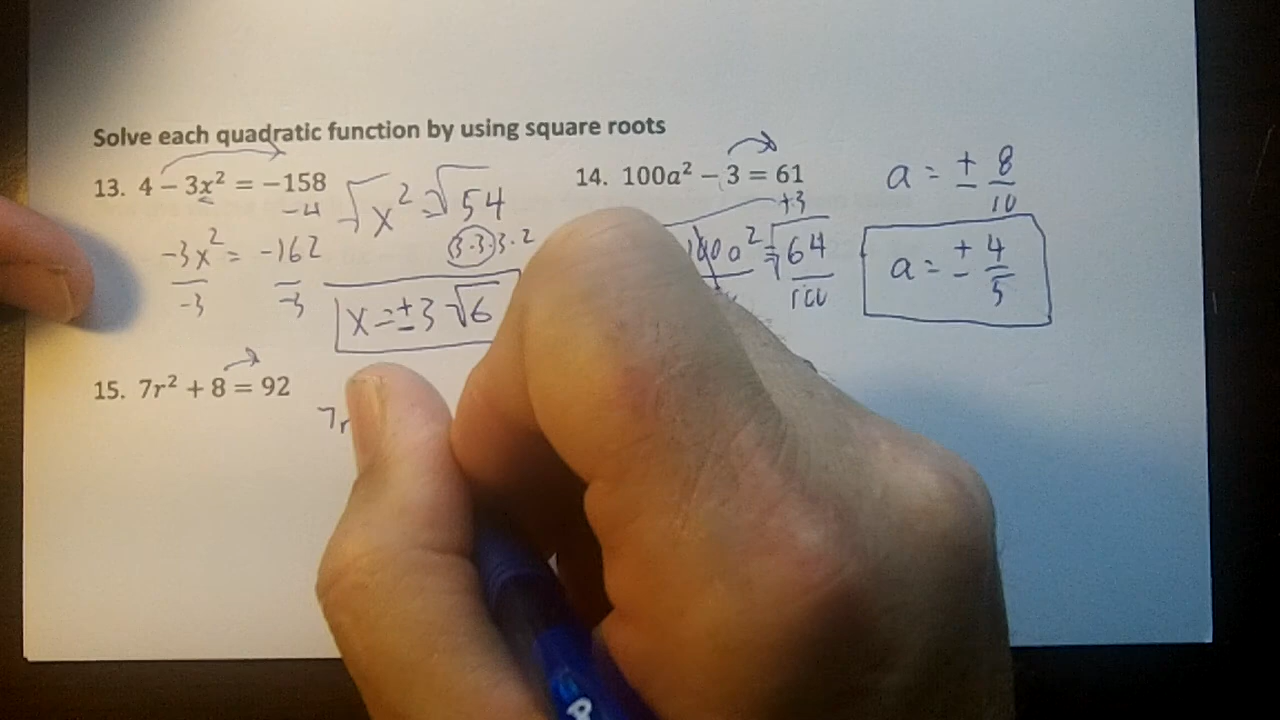 Solve each quadratic function by using square roots
13. 4 − 3x² = −158
−4
−3x² = −162
−3 −3
√x² = √54
3·3·3·2
x = ± 3√6
14. 100a² − 3 = 61
+3
100a² = √64
100
a = ± 8
10
a = ± 4
5
15. 7r² + 8 = 92
7r